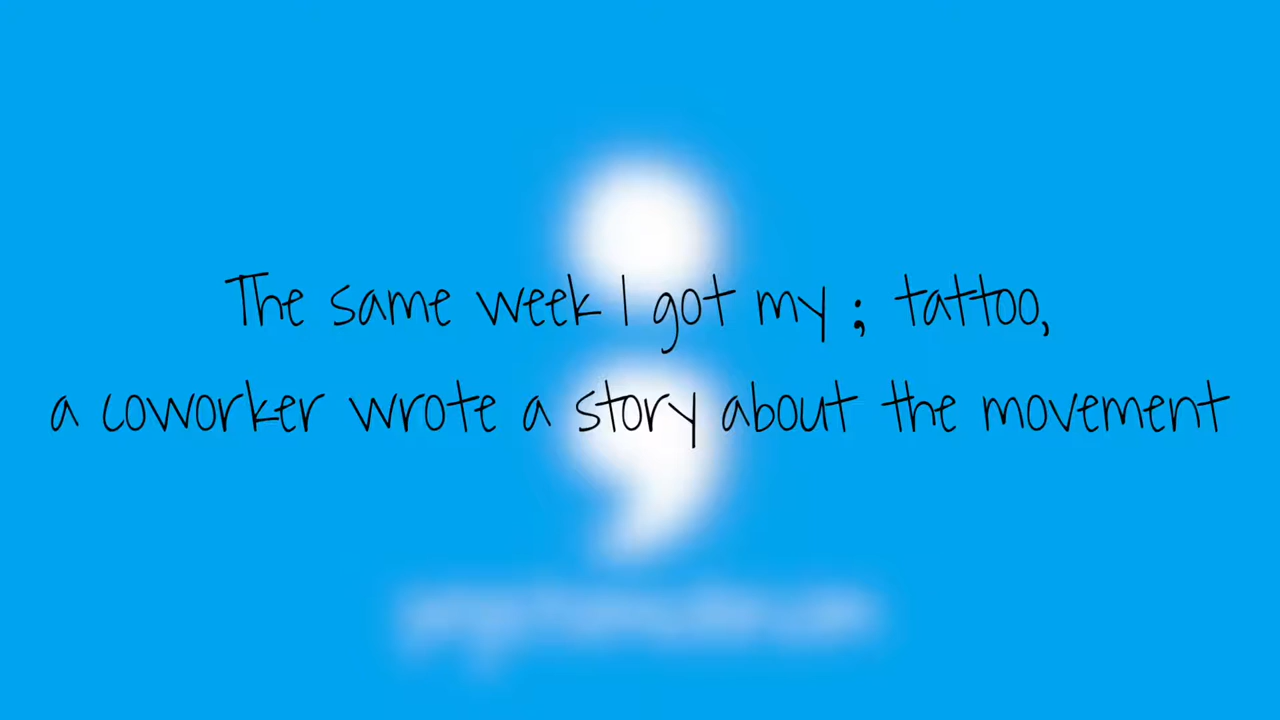 The same week I got my ; tattoo,
a coworker wrote a story about the movement